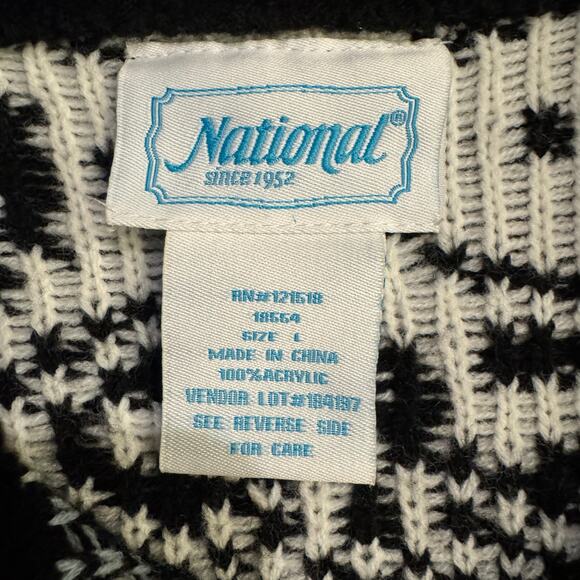 National®
since 1952
RN#121518
18554
SIZE L
MADE IN CHINA
100%ACRYLIC
VENDOR LOT#184197
SEE REVERSE SIDE
FOR CARE